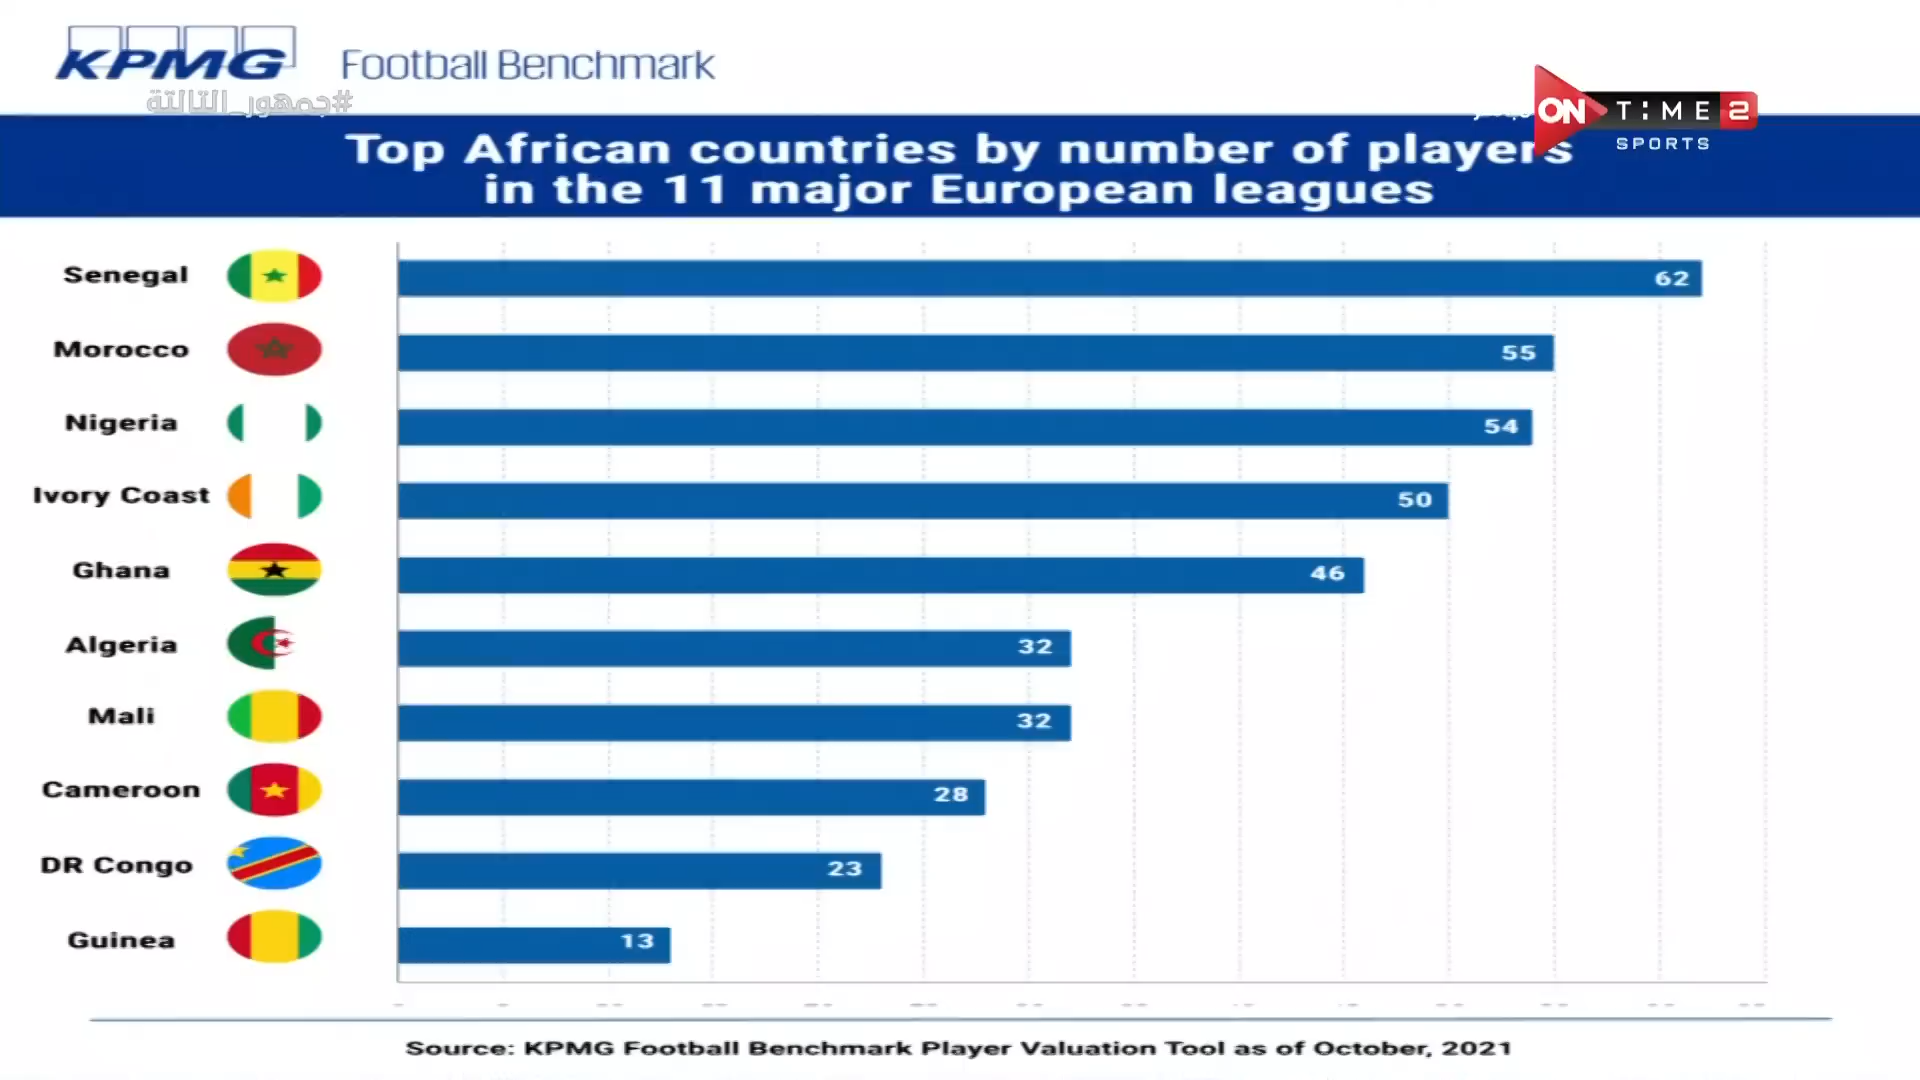 KPMG Football Benchmark
#جمهور_التالتة
ON TIME 2
SPORTS
Top African countries by number of players
in the 11 major European leagues
Senegal 62
Morocco 55
Nigeria 54
Ivory Coast 50
Ghana 46
Algeria 32
Mali 32
Cameroon 28
DR Congo 23
Guinea 13
Source: KPMG Football Benchmark Player Valuation Tool as of October, 2021